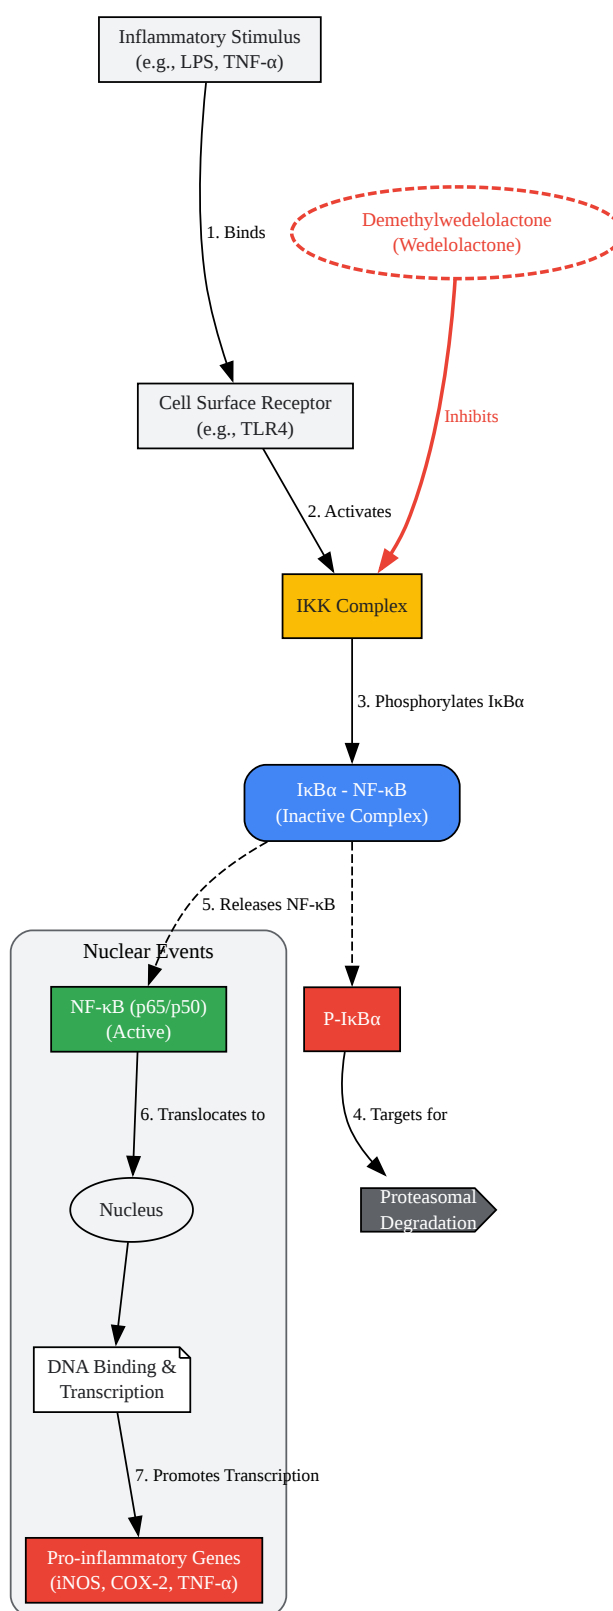 Inflammatory Stimulus
(e.g., LPS, TNF-α)
Demethylwedelolactone
(Wedelolactone)
1. Binds
Cell Surface Receptor
(e.g., TLR4)
Inhibits
2. Activates
IKK Complex
3. Phosphorylates IκBα
IκBα - NF-κB
(Inactive Complex)
5. Releases NF-κB
Nuclear Events
NF-κB (p65/p50)
(Active)
P-IκBα
6. Translocates to
4. Targets for
Nucleus
Proteasomal
Degradation
DNA Binding &
Transcription
7. Promotes Transcription
Pro-inflammatory Genes
(iNOS, COX-2, TNF-α)